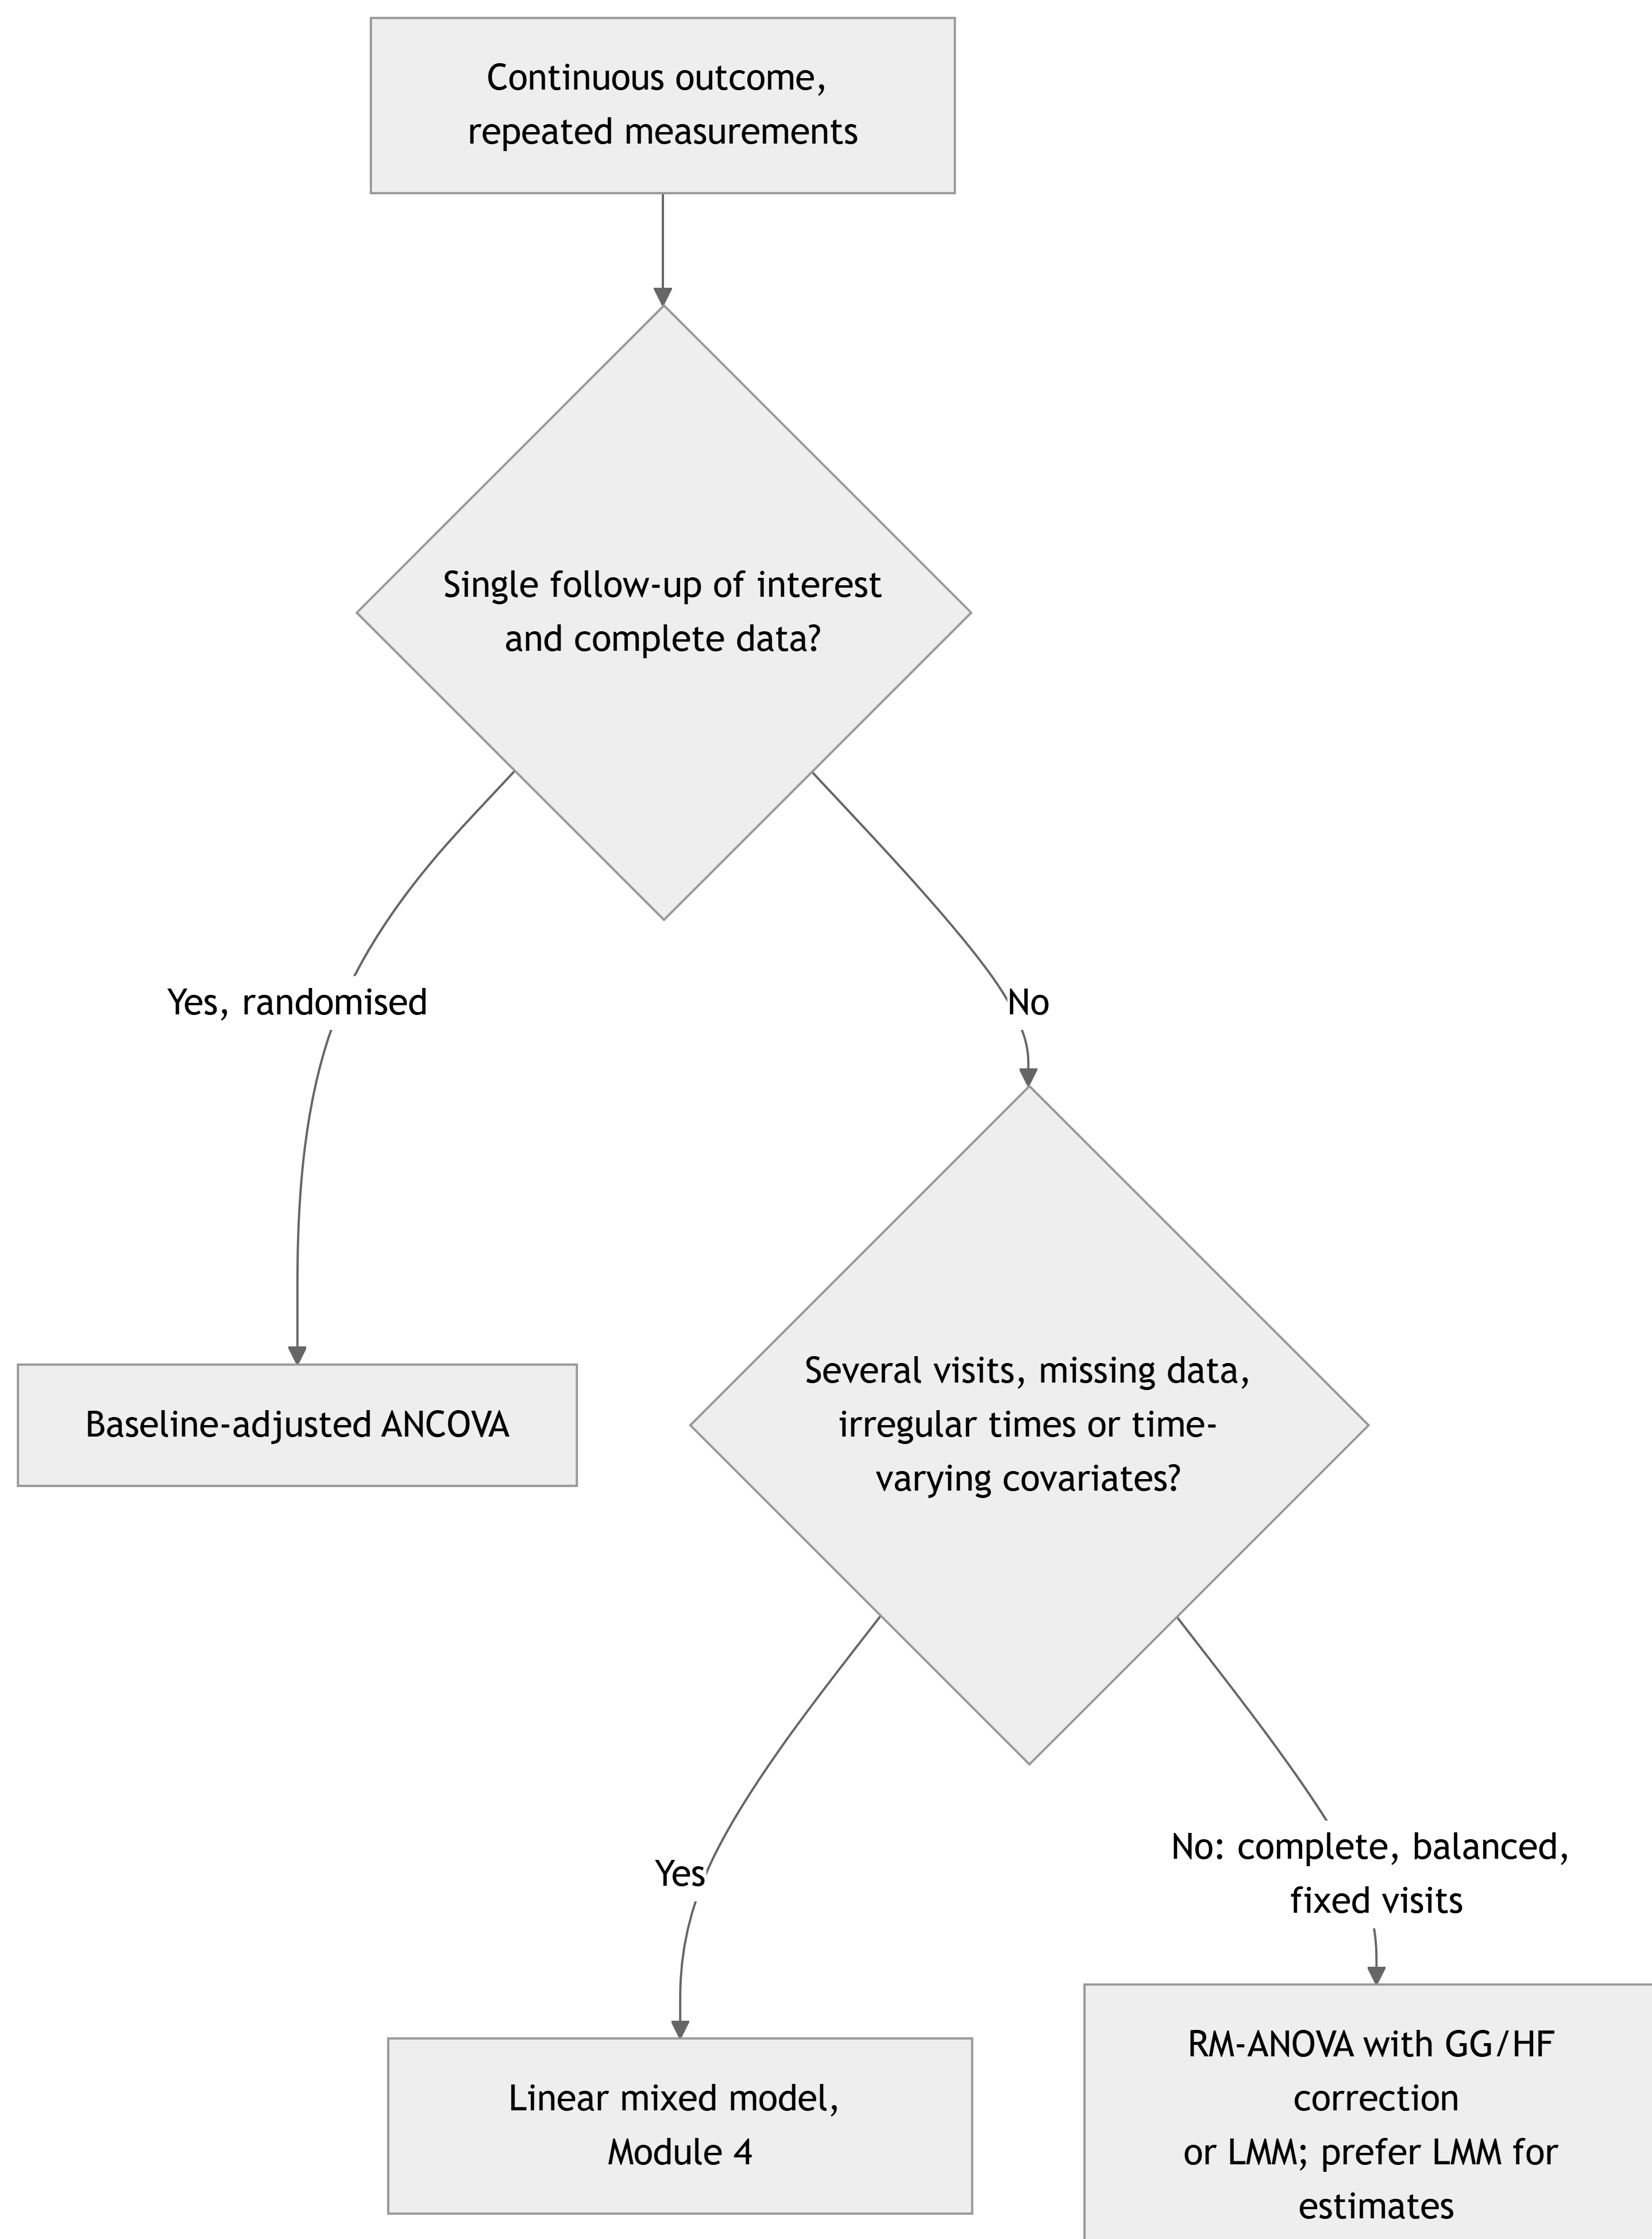 Continuous outcome,
repeated measurements
Single follow-up of interest
and complete data?
Yes, randomised
No
Baseline-adjusted ANCOVA
Several visits, missing data,
irregular times or time-
varying covariates?
Yes
No: complete, balanced,
fixed visits
Linear mixed model,
Module 4
RM-ANOVA with GG/HF
correction
or LMM; prefer LMM for
estimates